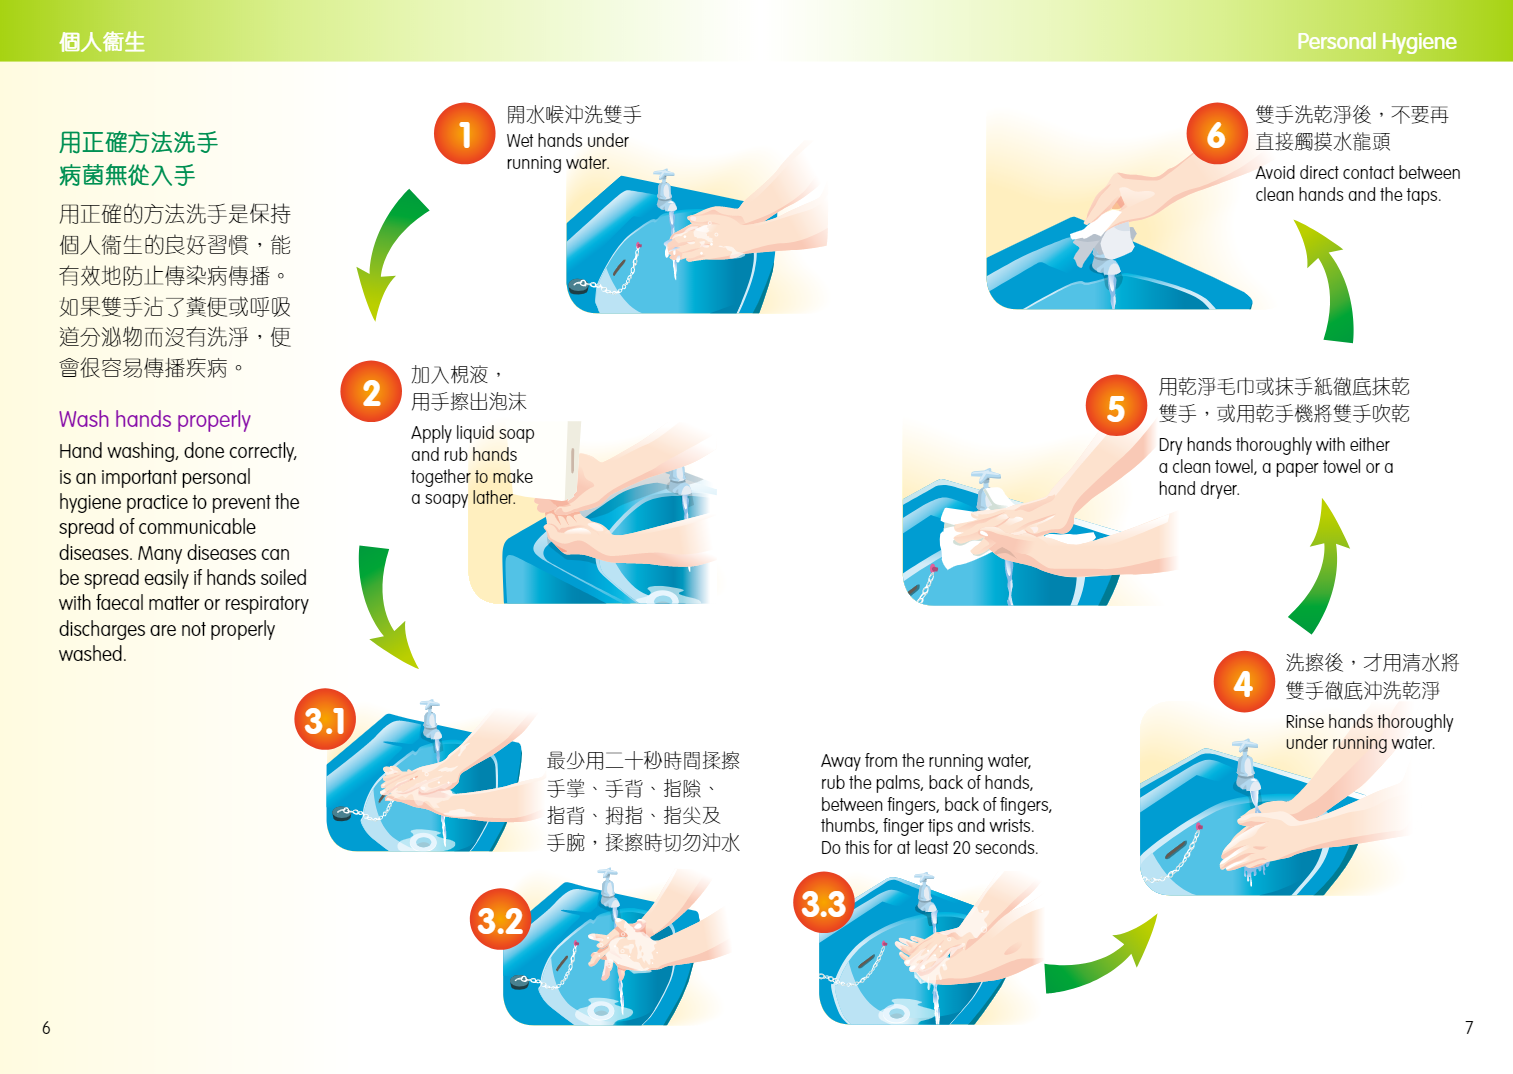 個人衞生
Personal Hygiene
用正確方法洗手
病菌無從入手
用正確的方法洗手是保持
個人衞生的良好習慣，能
有效地防止傳染病傳播。
如果雙手沾了糞便或呼吸
道分泌物而沒有洗淨，便
會很容易傳播疾病。
Wash hands properly
Hand washing, done correctly,
is an important personal
hygiene practice to prevent the
spread of communicable
diseases. Many diseases can
be spread easily if hands soiled
with faecal matter or respiratory
discharges are not properly
washed.
1
開水喉沖洗雙手
Wet hands under
running water.
2
加入梘液，
用手擦出泡沫
Apply liquid soap
and rub hands
together to make
a soapy lather.
3.1
最少用二十秒時間揉擦
手掌、手背、指隙、
指背、拇指、指尖及
手腕，揉擦時切勿沖水
3.2
Away from the running water,
rub the palms, back of hands,
between fingers, back of fingers,
thumbs, finger tips and wrists.
Do this for at least 20 seconds.
3.3
4
洗擦後，才用清水將
雙手徹底沖洗乾淨
Rinse hands thoroughly
under running water.
5
用乾淨毛巾或抹手紙徹底抹乾
雙手，或用乾手機將雙手吹乾
Dry hands thoroughly with either
a clean towel, a paper towel or a
hand dryer.
6
雙手洗乾淨後，不要再
直接觸摸水龍頭
Avoid direct contact between
clean hands and the taps.
6
7